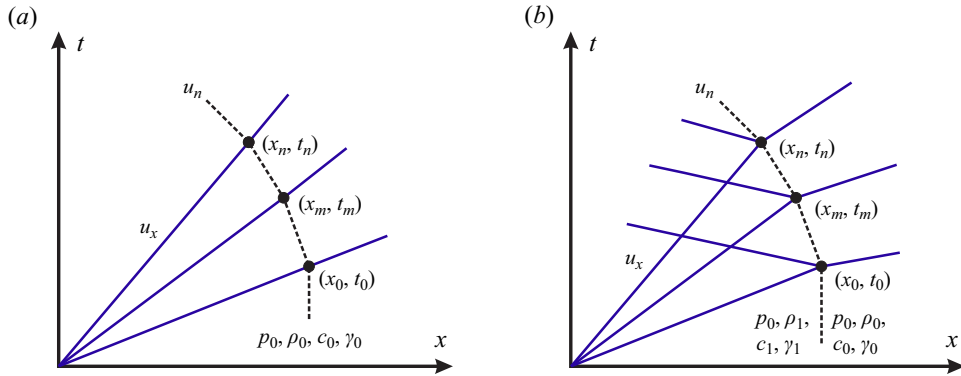 (a)
t
u_n
(x_n, t_n)
(x_m, t_m)
u_x
(x_0, t_0)
p_0, ρ_0, c_0, γ_0
x
(b)
t
u_n
(x_n, t_n)
(x_m, t_m)
u_x
(x_0, t_0)
p_0, ρ_1,
c_1, γ_1
p_0, ρ_0,
c_0, γ_0
x